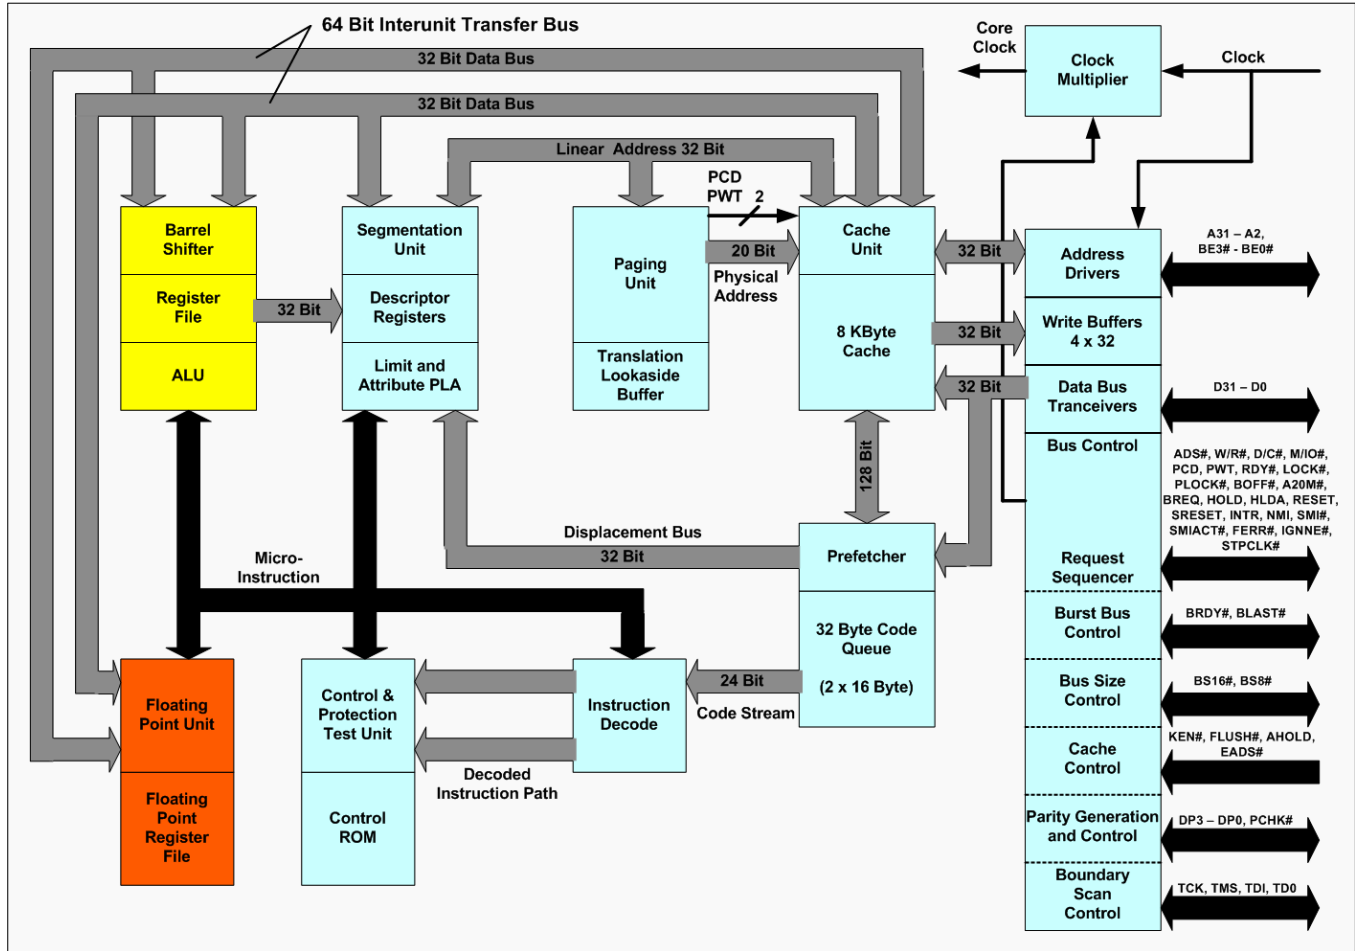 64 Bit Interunit Transfer Bus
32 Bit Data Bus
32 Bit Data Bus
Linear Address 32 Bit
Core
Clock
Clock
Multiplier
Clock
PCD
PWT
2
Barrel
Shifter
Register
File
ALU
32 Bit
Segmentation
Unit
Descriptor
Registers
Limit and
Attribute PLA
Paging
Unit
Translation
Lookaside
Buffer
20 Bit
Physical
Address
Cache
Unit
8 KByte
Cache
32 Bit
32 Bit
32 Bit
128 Bit
Address
Drivers
Write Buffers
4 x 32
Data Bus
Tranceivers
Bus Control
Request
Sequencer
Burst Bus
Control
Bus Size
Control
Cache
Control
Parity Generation
and Control
Boundary
Scan
Control
A31 – A2,
BE3# - BE0#
D31 – D0
ADS#, W/R#, D/C#, M/IO#,
PCD, PWT, RDY#, LOCK#,
PLOCK#, BOFF#, A20M#,
BREQ, HOLD, HLDA, RESET,
SRESET, INTR, NMI, SMI#,
SMIACT#, FERR#, IGNNE#,
STPCLK#
BRDY#, BLAST#
BS16#, BS8#
KEN#, FLUSH#, AHOLD,
EADS#
DP3 – DP0, PCHK#
TCK, TMS, TDI, TD0
Displacement Bus
32 Bit
Micro-
Instruction
Prefetcher
32 Byte Code
Queue
(2 x 16 Byte)
24 Bit
Code Stream
Instruction
Decode
Decoded
Instruction Path
Control &
Protection
Test Unit
Control
ROM
Floating
Point Unit
Floating
Point
Register
File